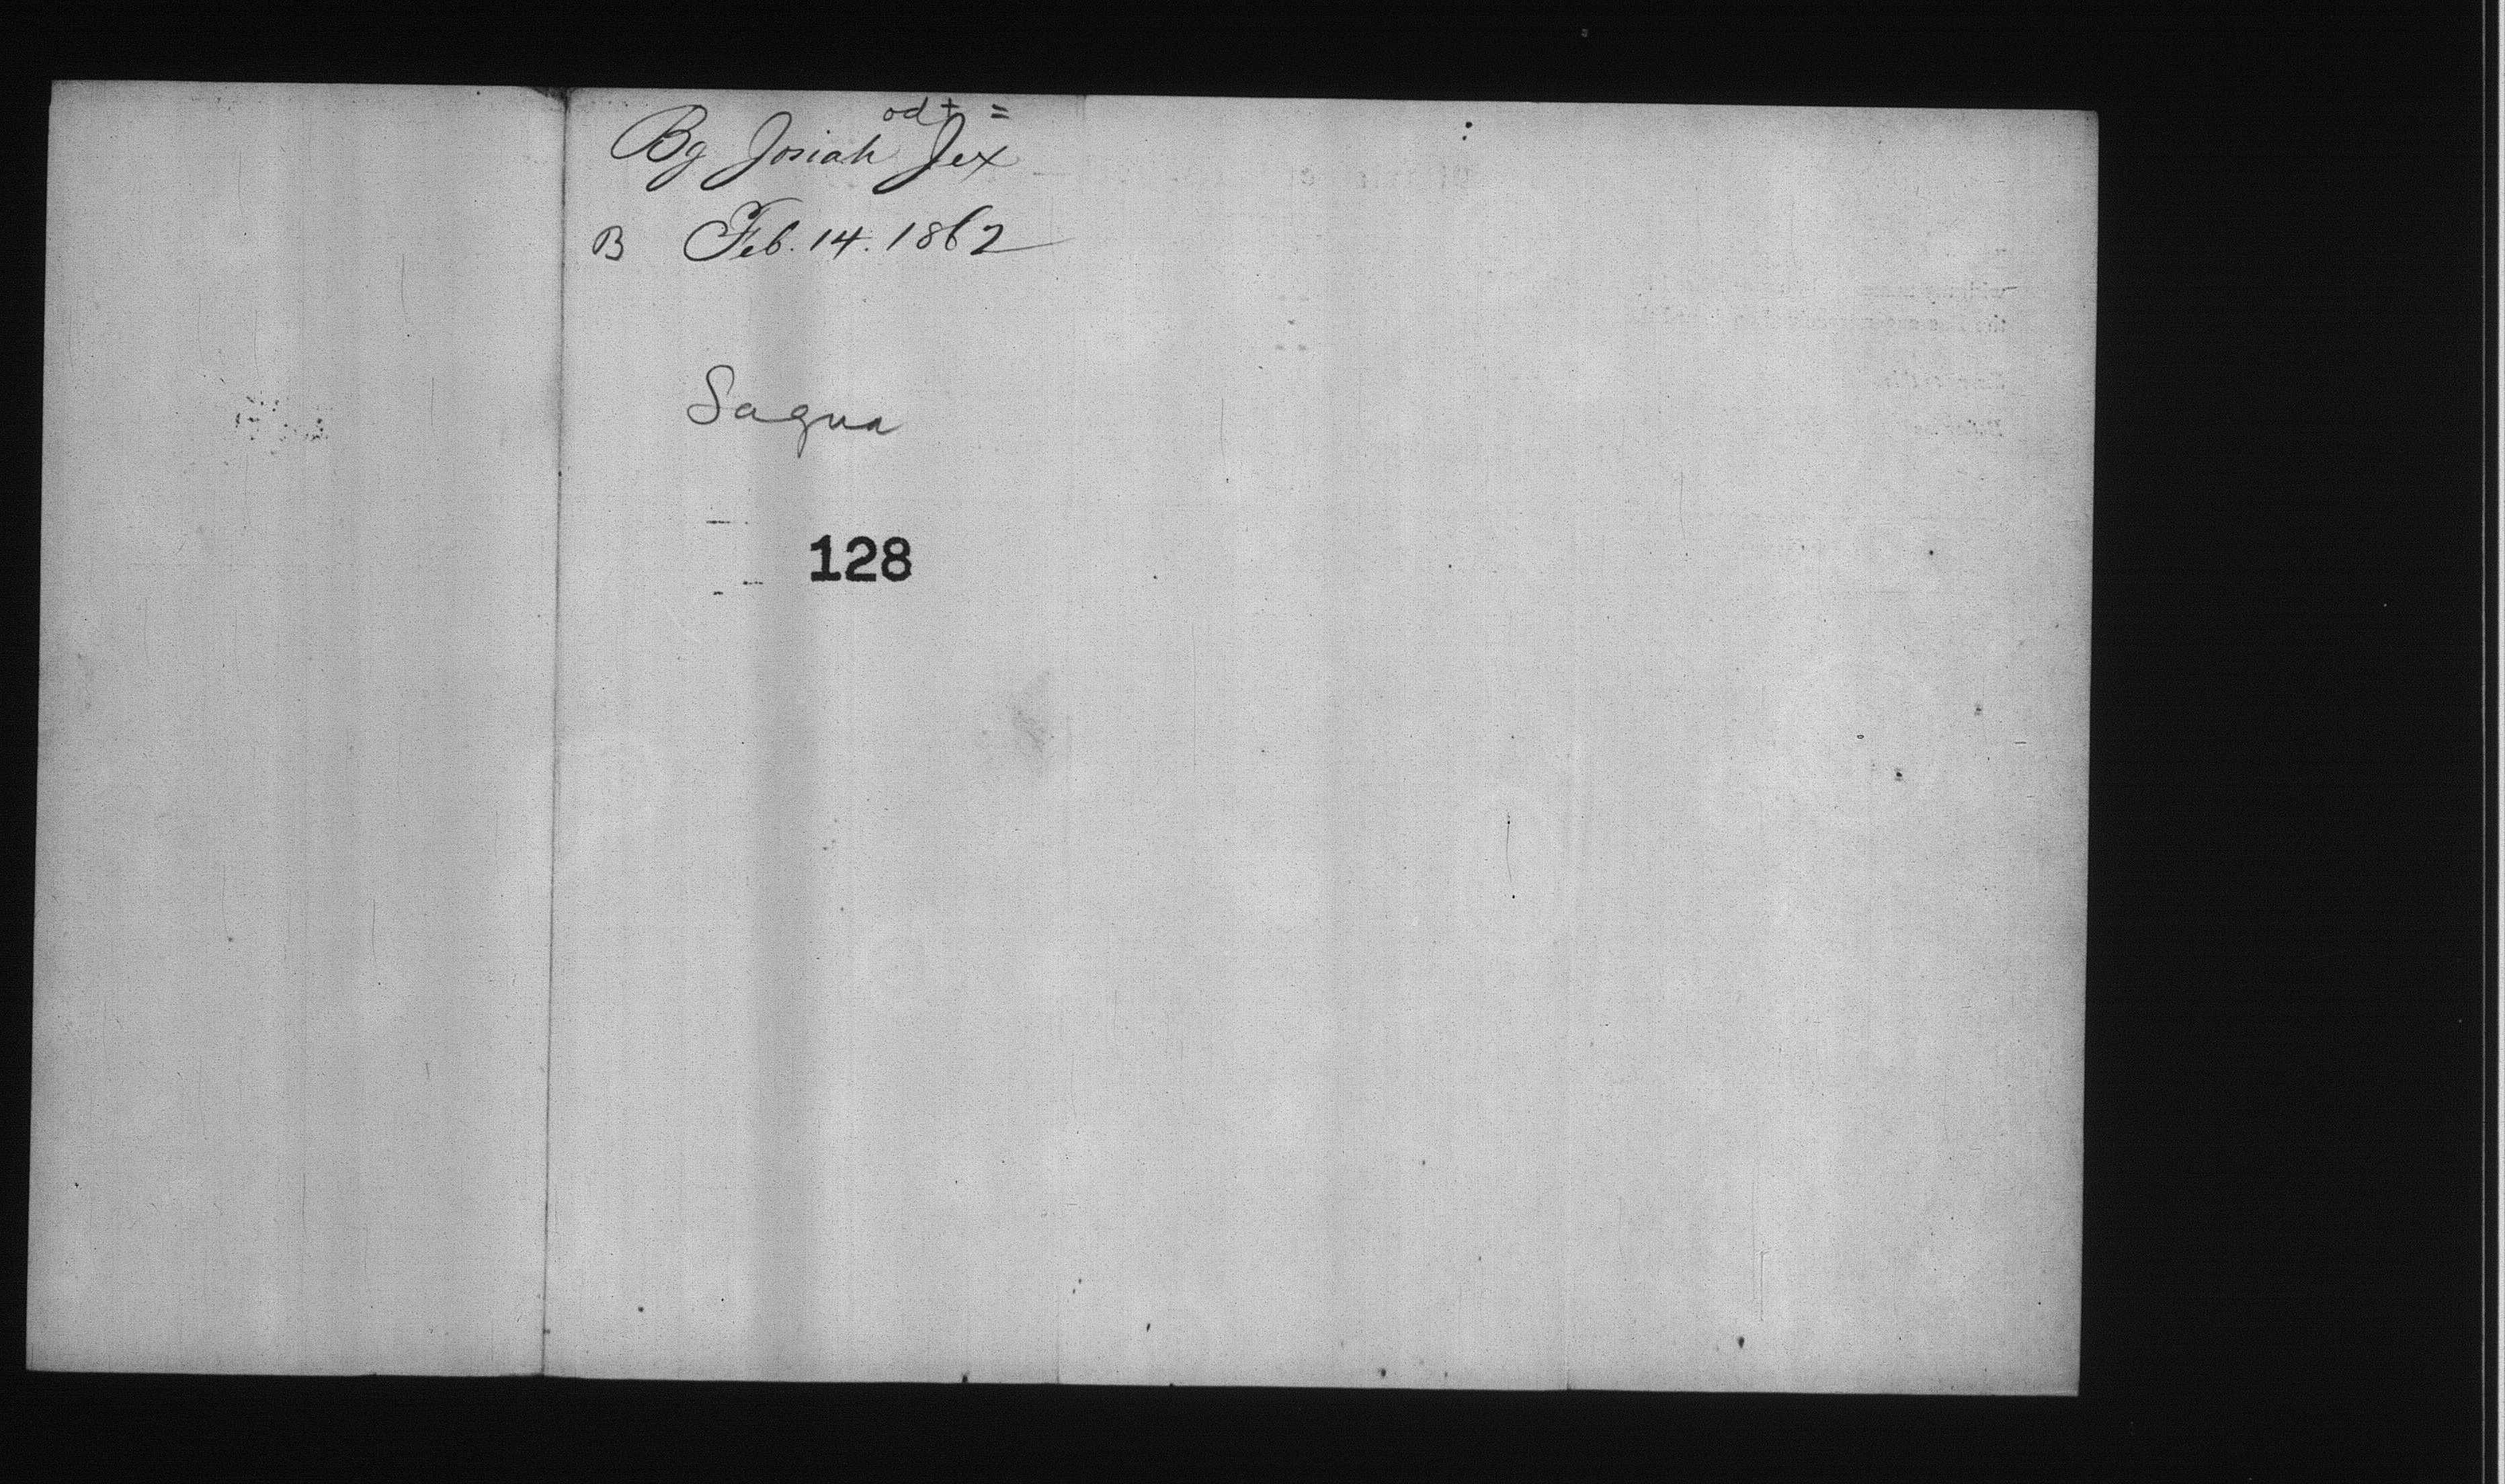 od + =
Bg Josiah Jex
B Feb. 14. 1862
Sagua
128